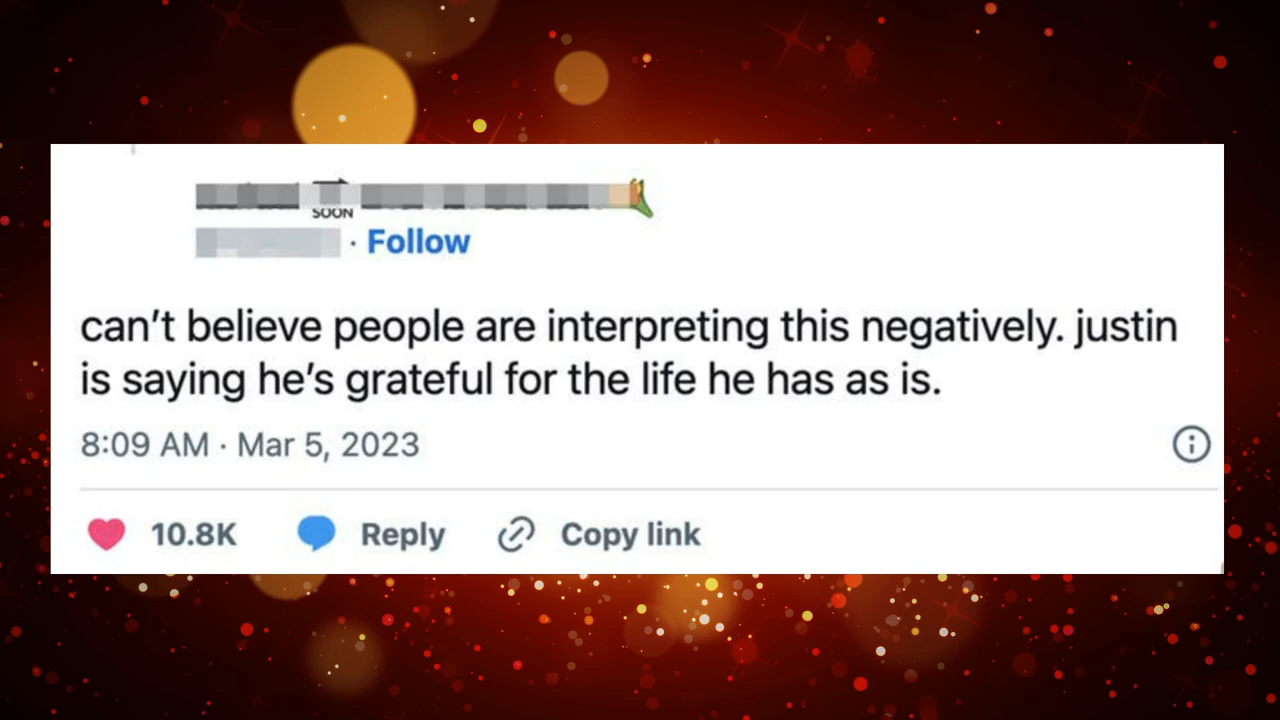 SOON
· Follow
can't believe people are interpreting this negatively. justin
is saying he's grateful for the life he has as is.
8:09 AM · Mar 5, 2023
10.8K Reply Copy link